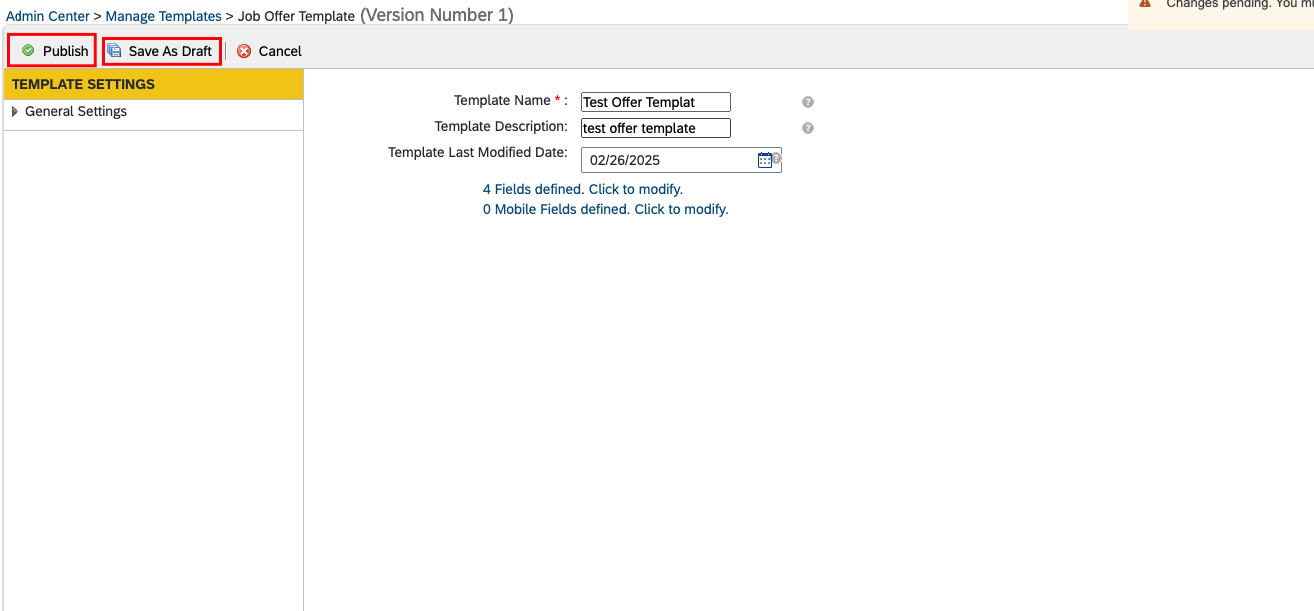 Admin Center > Manage Templates > Job Offer Template (Version Number 1)
Changes pending. You
Publish Save As Draft Cancel
TEMPLATE SETTINGS
General Settings
Template Name * : Test Offer Templat
Template Description: test offer template
Template Last Modified Date: 02/26/2025
4 Fields defined. Click to modify.
0 Mobile Fields defined. Click to modify.